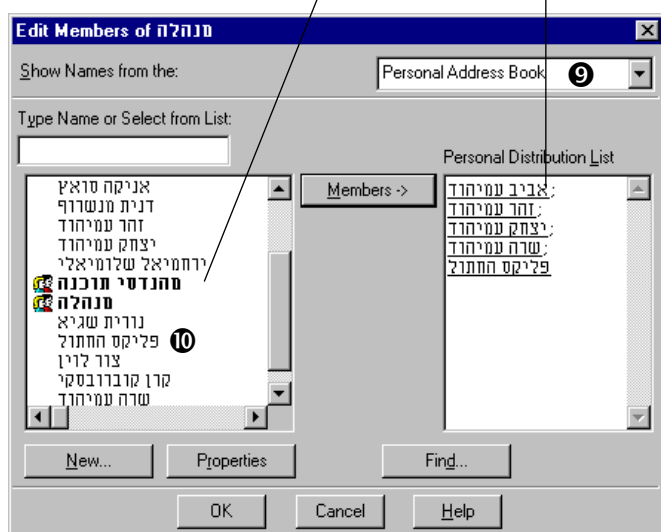 Edit Members of מנהלה
Show Names from the:
Personal Address Book
❾
Type Name or Select from List:
Personal Distribution List
אניקה סואץ
דנית מנשרוף
זהר עמיהוד
יצחק עמיהוד
ירחמיאל שלומיאלי
מהנדסי תוכנה
מנהלה
נורית שגיא
פליקס החתול
❿
צור לוין
קרן קוברובסקי
שרה עמיהוד
Members ->
אביב עמיהוד;
זהר עמיהוד;
יצחק עמיהוד;
שרה עמיהוד;
פליקס החתול
New...
Properties
Find...
OK
Cancel
Help